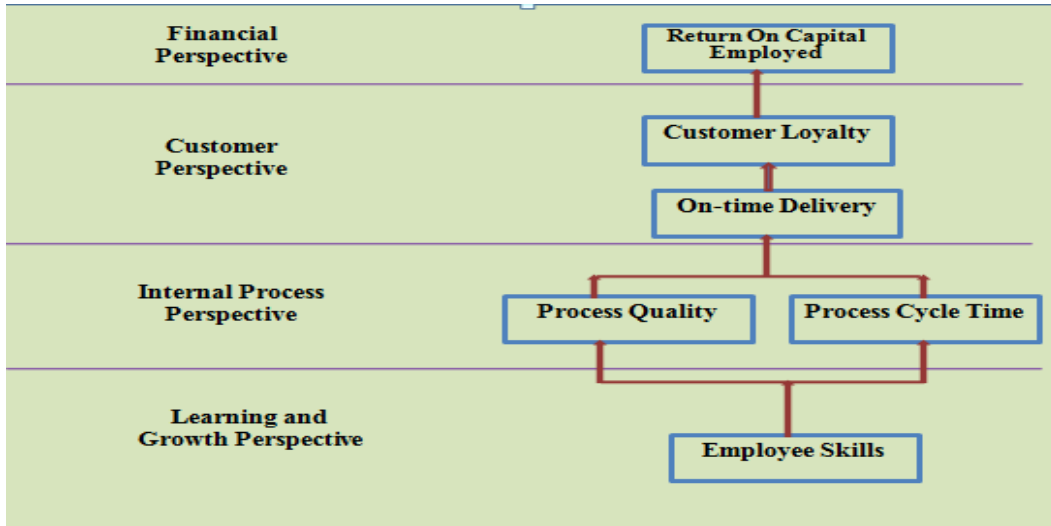 Financial
Perspective
Return On Capital
Employed
Customer
Perspective
Customer Loyalty
On-time Delivery
Internal Process
Perspective
Process Quality
Process Cycle Time
Learning and
Growth Perspective
Employee Skills